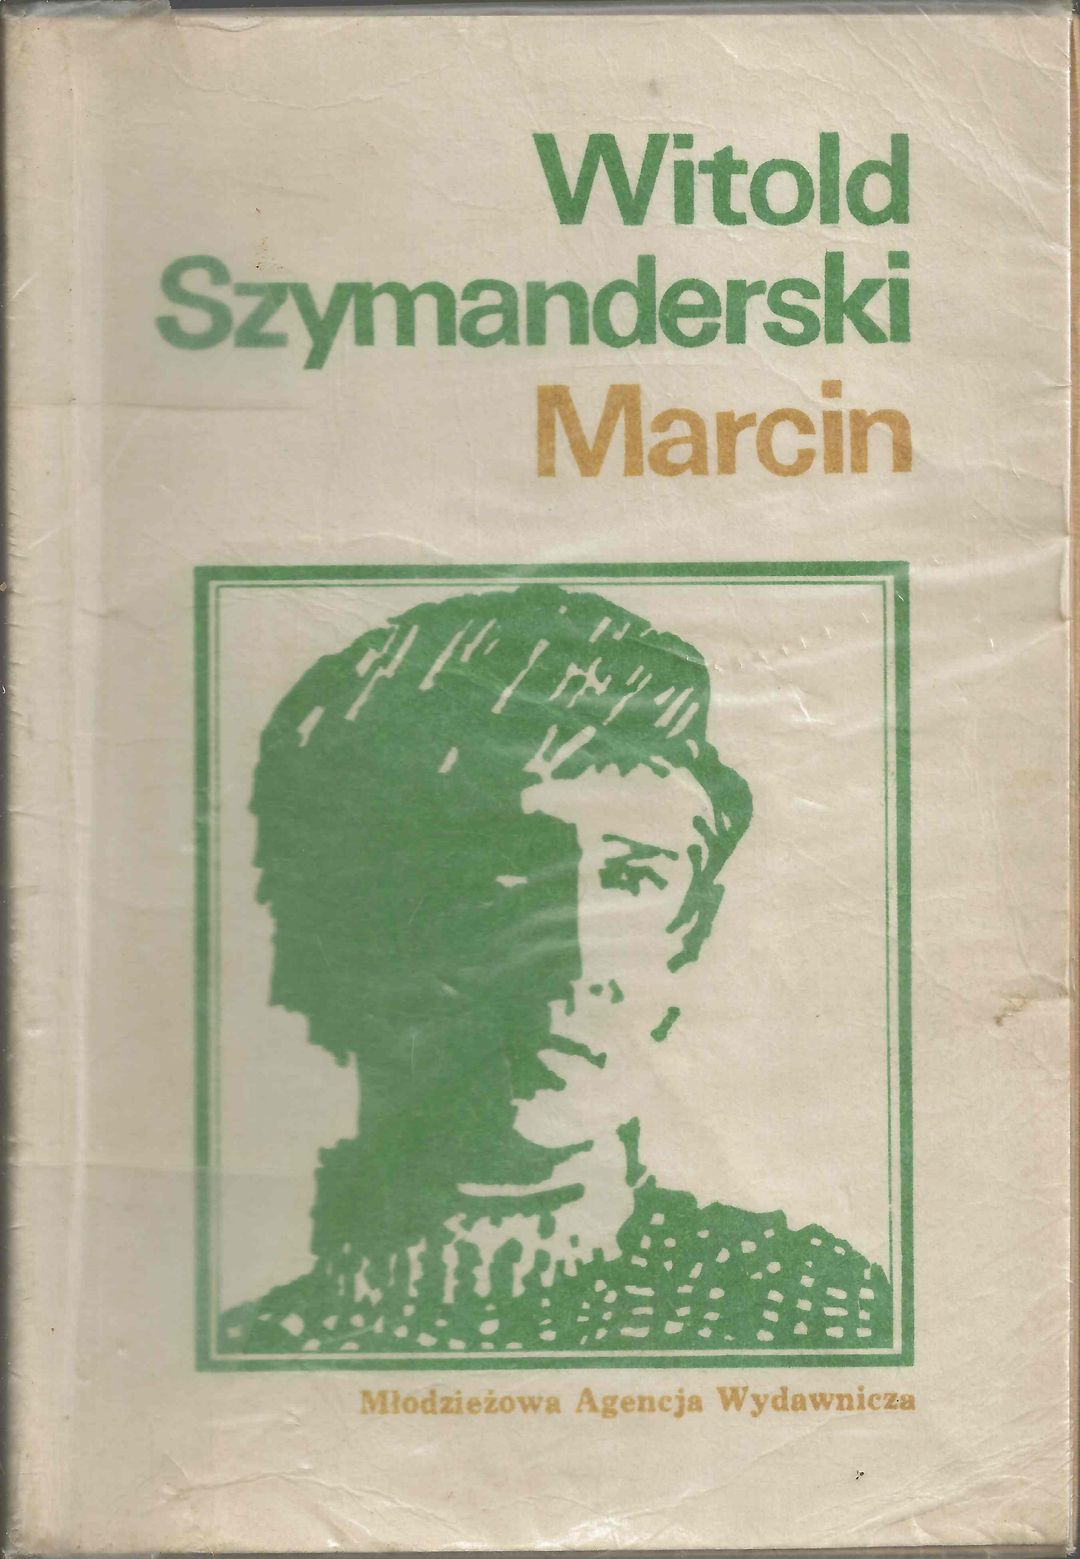 Witold
Szymanderski
Marcin
Młodzieżowa Agencja Wydawnicza